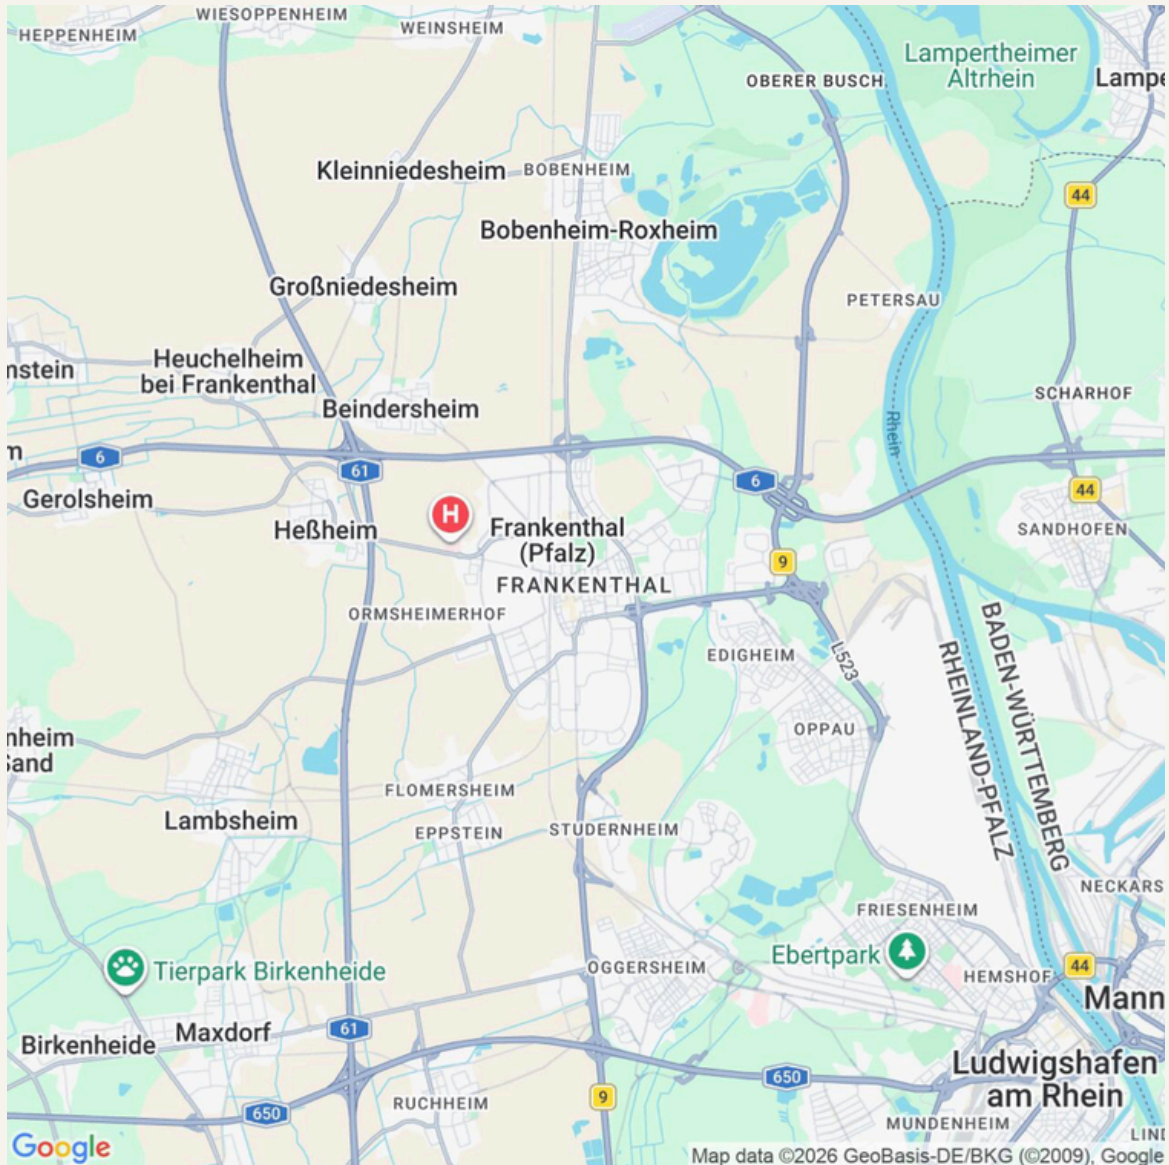 WIESOPPENHEIM
HEPPENHEIM
WEINSHEIM
Lampertheimer
Altrhein
OBERER BUSCH
Lampe
Kleinniedesheim
BOBENHEIM
44
Bobenheim-Roxheim
Großniedesheim
PETERSAU
Heuchelheim
bei Frankenthal
nstein
SCHARHOF
Beindersheim
Rhein
m
6
61
6
44
Gerolsheim
Heßheim
H
Frankenthal
(Pfalz)
SANDHOFEN
9
FRANKENTHAL
ORMSHEIMERHOF
BADEN-WÜRTTEMBERG
RHEINLAND-PFALZ
EDIGHEIM
L523
OPPAU
nheim
Sand
FLOMERSHEIM
Lambsheim
EPPSTEIN
STUDERNHEIM
NECKARS
FRIESENHEIM
Ebertpark
Tierpark Birkenheide
OGGERSHEIM
HEMSHOF
44
Mann
61
Maxdorf
Birkenheide
Ludwigshafen
am Rhein
650
9
RUCHHEIM
650
MUNDENHEIM
LIND
Google
Map data ©2026 GeoBasis-DE/BKG (©2009), Google